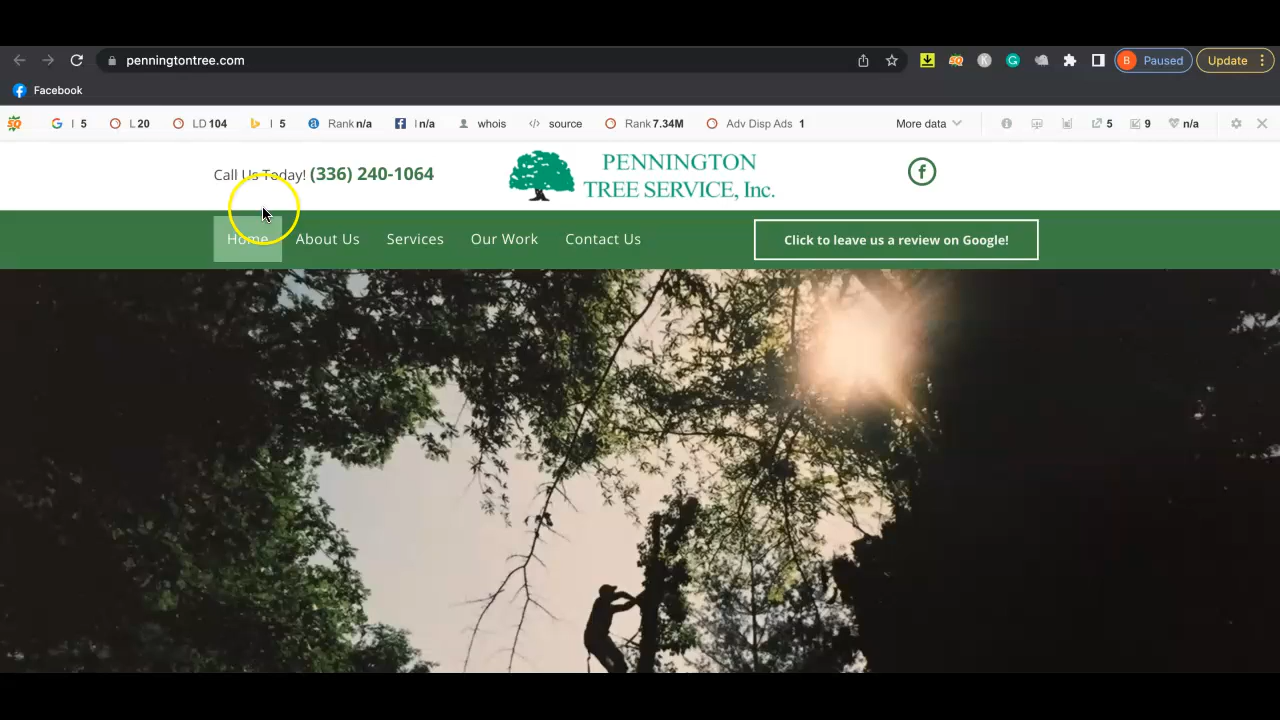 penningtontree.com
B Paused
Update
Facebook
SQ
G I 5
L 20
LD 104
I 5
a Rank n/a
f I n/a
whois
source
Rank 7.34M
Adv Disp Ads 1
More data
5
9
n/a
Call Us Today! (336) 240-1064
PENNINGTON
TREE SERVICE, Inc.
f
Home
About Us
Services
Our Work
Contact Us
Click to leave us a review on Google!